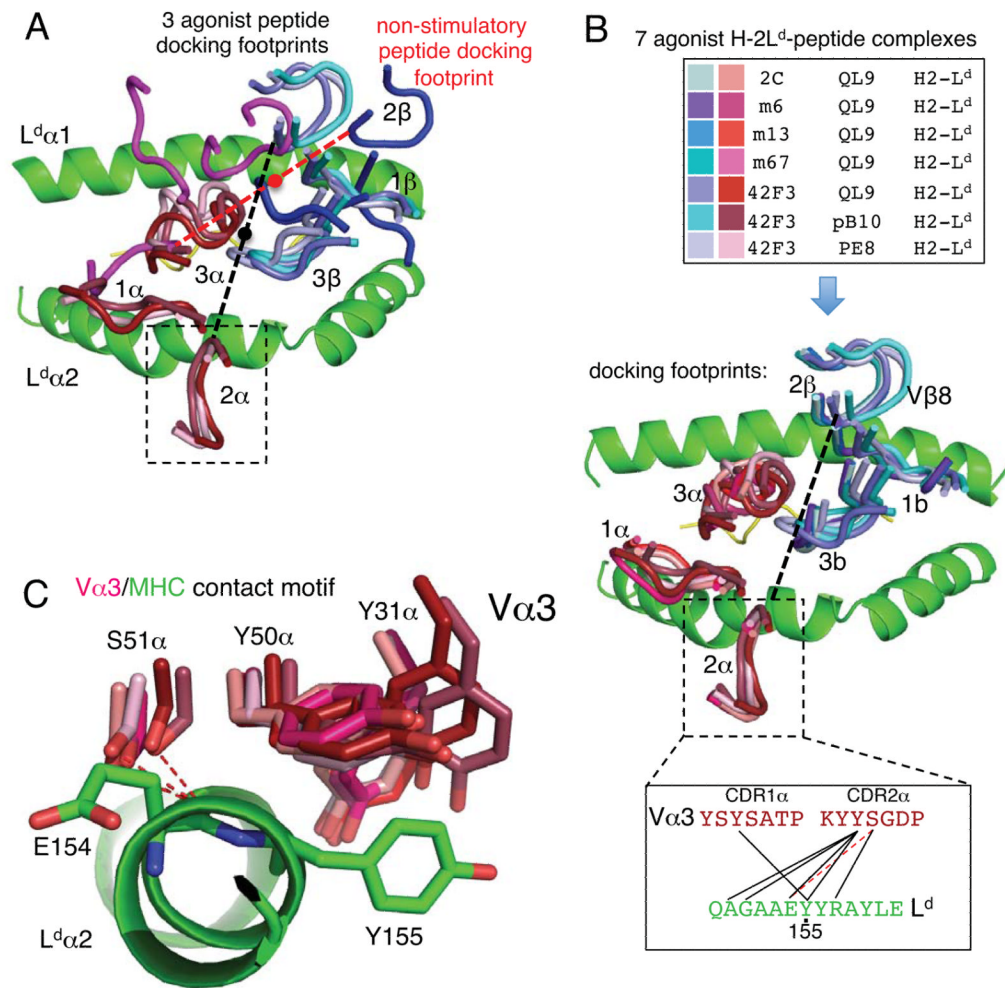 A
3 agonist peptide
docking footprints
non-stimulatory
peptide docking
footprint
2β
Lᵈα1
1β
3α
3β
1α
Lᵈα2
2α
B
7 agonist H-2Lᵈ-peptide complexes
2C QL9 H2-Lᵈ
m6 QL9 H2-Lᵈ
m13 QL9 H2-Lᵈ
m67 QL9 H2-Lᵈ
42F3 QL9 H2-Lᵈ
42F3 pB10 H2-Lᵈ
42F3 PE8 H2-Lᵈ
docking footprints:
2β
Vβ8
3α
1b
1α
3b
2α
CDR1α CDR2α
Vα3 YSYSATP KYYSGDP
QAGAAEYYRAYLE Lᵈ
155
C
Vα3/MHC contact motif
Vα3
Y31α
S51α
Y50α
E154
Lᵈα2
Y155